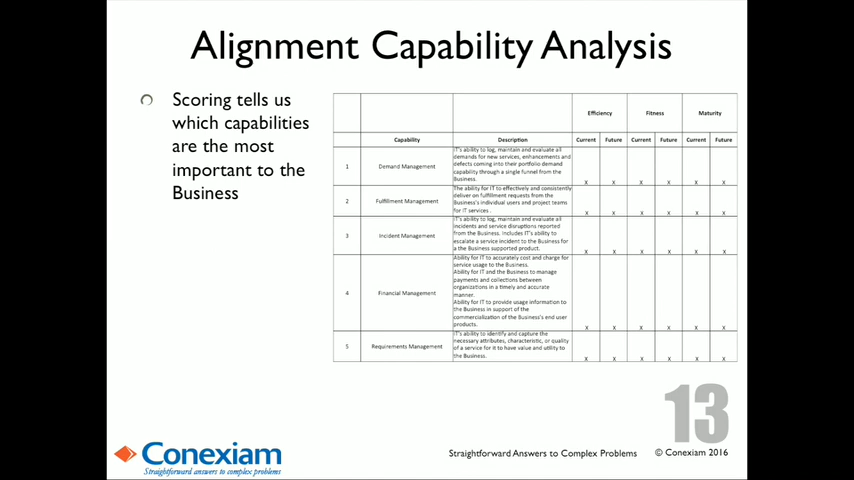 Alignment Capability Analysis
Scoring tells us
which capabilities
are the most
important to the
Business
Efficiency Fitness Maturity
Capability Description Current Future Current Future Current Future
1 Demand Management
IT's ability to log, maintain and evaluate all
demands for new services, enhancements and
defects coming into their portfolio demand
capability through a single funnel from the
Business.
x x x x x x
2 Fulfillment Management
The ability for IT to effectively and consistently
deliver on fulfillment requests from the
Business's individual users and project teams
for IT services .
x x x x x x
3 Incident Management
IT's ability to log, maintain and evaluate all
incidents and service disruptions reported
from the Business. Includes IT's ability to
escalate a service incident to the Business for
a the Business supported product.
x x x x x x
4 Financial Management
Ability for IT to accurately cost and charge for
service usage to the Business.
Ability for IT and the Business to manage
payments and collections between
organizations in a timely and accurate
manner.
Ability for IT to provide usage information to
the Business in support of the
commercialization of the Business's end user
products.
x x x x x x
5 Requirements Management
IT's ability to identify and capture the
necessary attributes, characteristic, or quality
of a service for it to have value and utility to
the Business.
x x x x x x
13
Conexiam
Straightforward answers to complex problems
Straightforward Answers to Complex Problems © Conexiam 2016